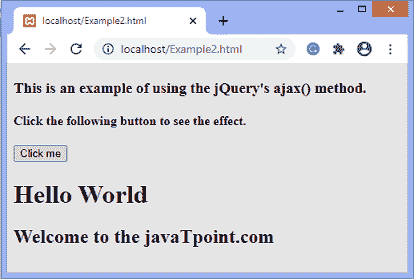 localhost/Example2.html
localhost/Example2.html
This is an example of using the jQuery's ajax() method.
Click the following button to see the effect.
Click me
Hello World
Welcome to the javaTpoint.com